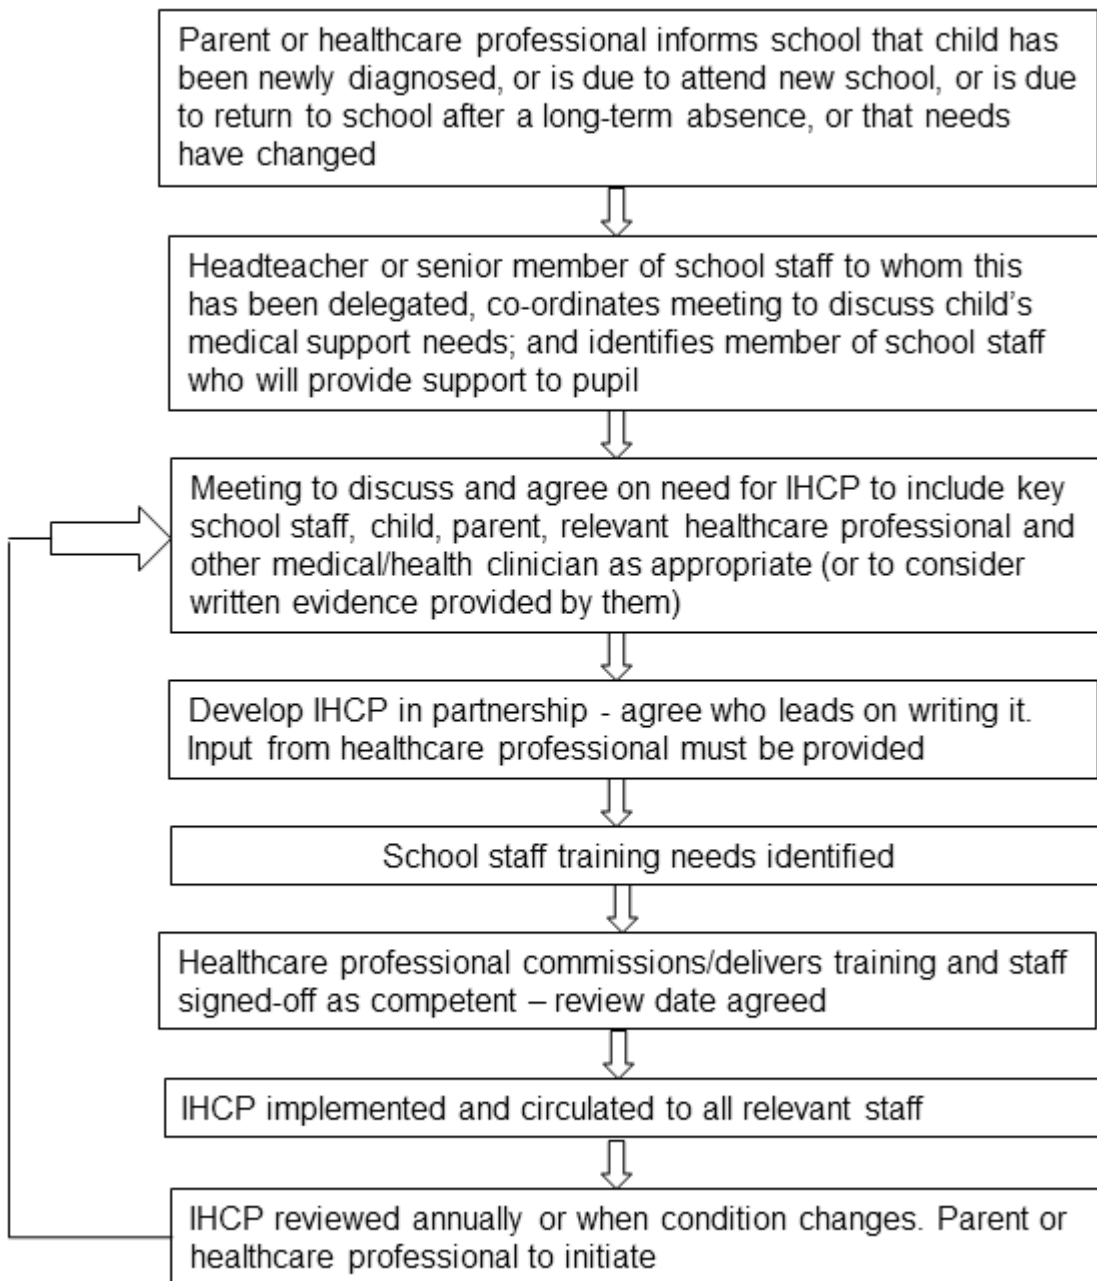 Parent or healthcare professional informs school that child has
been newly diagnosed, or is due to attend new school, or is due
to return to school after a long-term absence, or that needs
have changed
Headteacher or senior member of school staff to whom this
has been delegated, co-ordinates meeting to discuss child’s
medical support needs; and identifies member of school staff
who will provide support to pupil
Meeting to discuss and agree on need for IHCP to include key
school staff, child, parent, relevant healthcare professional and
other medical/health clinician as appropriate (or to consider
written evidence provided by them)
Develop IHCP in partnership - agree who leads on writing it.
Input from healthcare professional must be provided
School staff training needs identified
Healthcare professional commissions/delivers training and staff
signed-off as competent – review date agreed
IHCP implemented and circulated to all relevant staff
IHCP reviewed annually or when condition changes. Parent or
healthcare professional to initiate